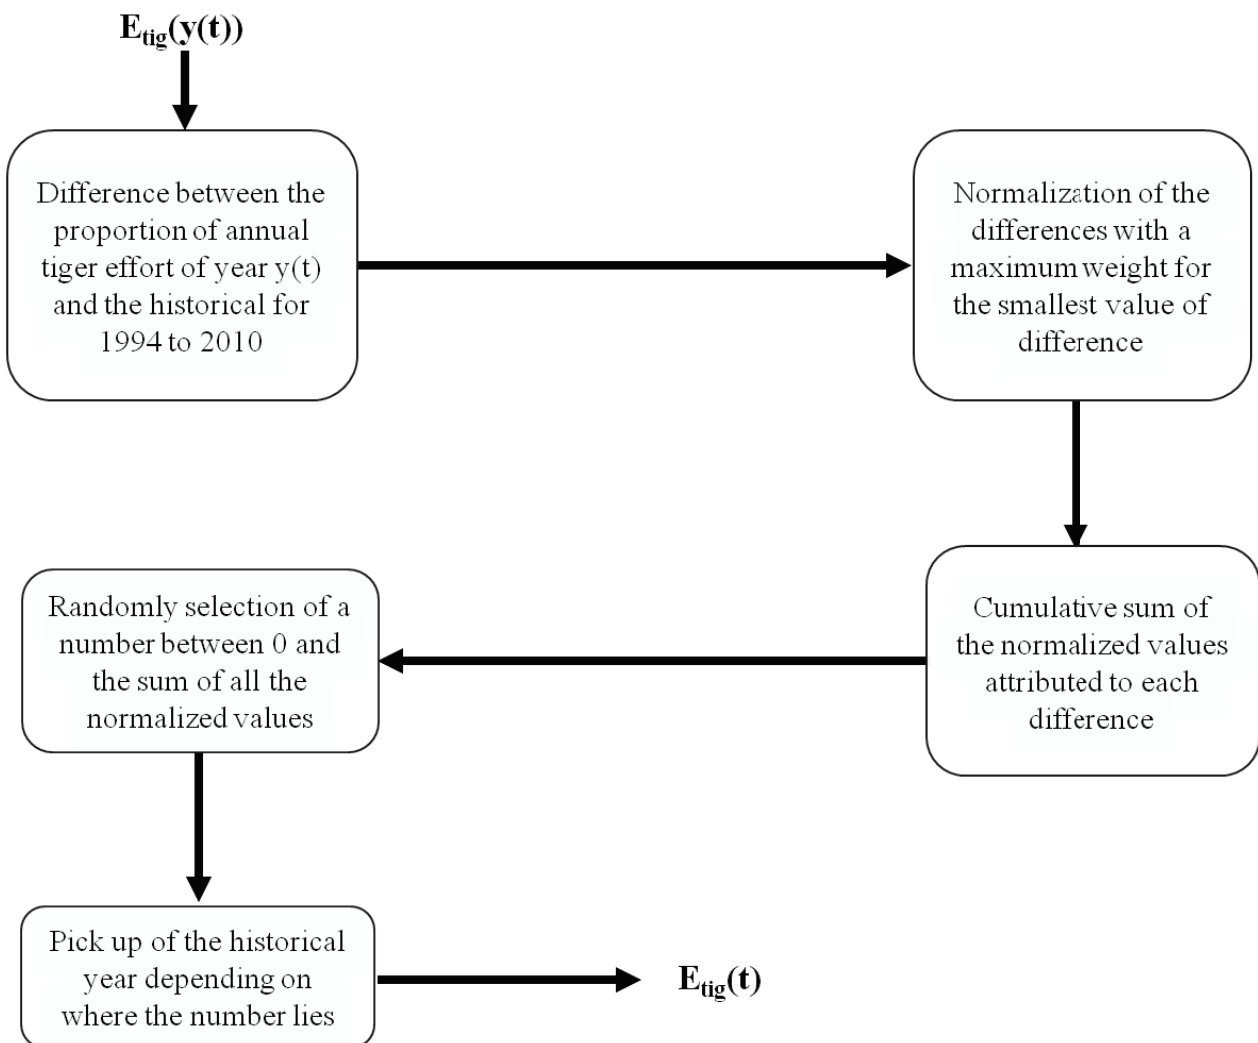 E_tig(y(t))
Difference between the
proportion of annual
tiger effort of year y(t)
and the historical for
1994 to 2010
Normalization of the
differences with a
maximum weight for
the smallest value of
difference
Cumulative sum of
the normalized values
attributed to each
difference
Randomly selection of a
number between 0 and
the sum of all the
normalized values
Pick up of the historical
year depending on
where the number lies
E_tig(t)